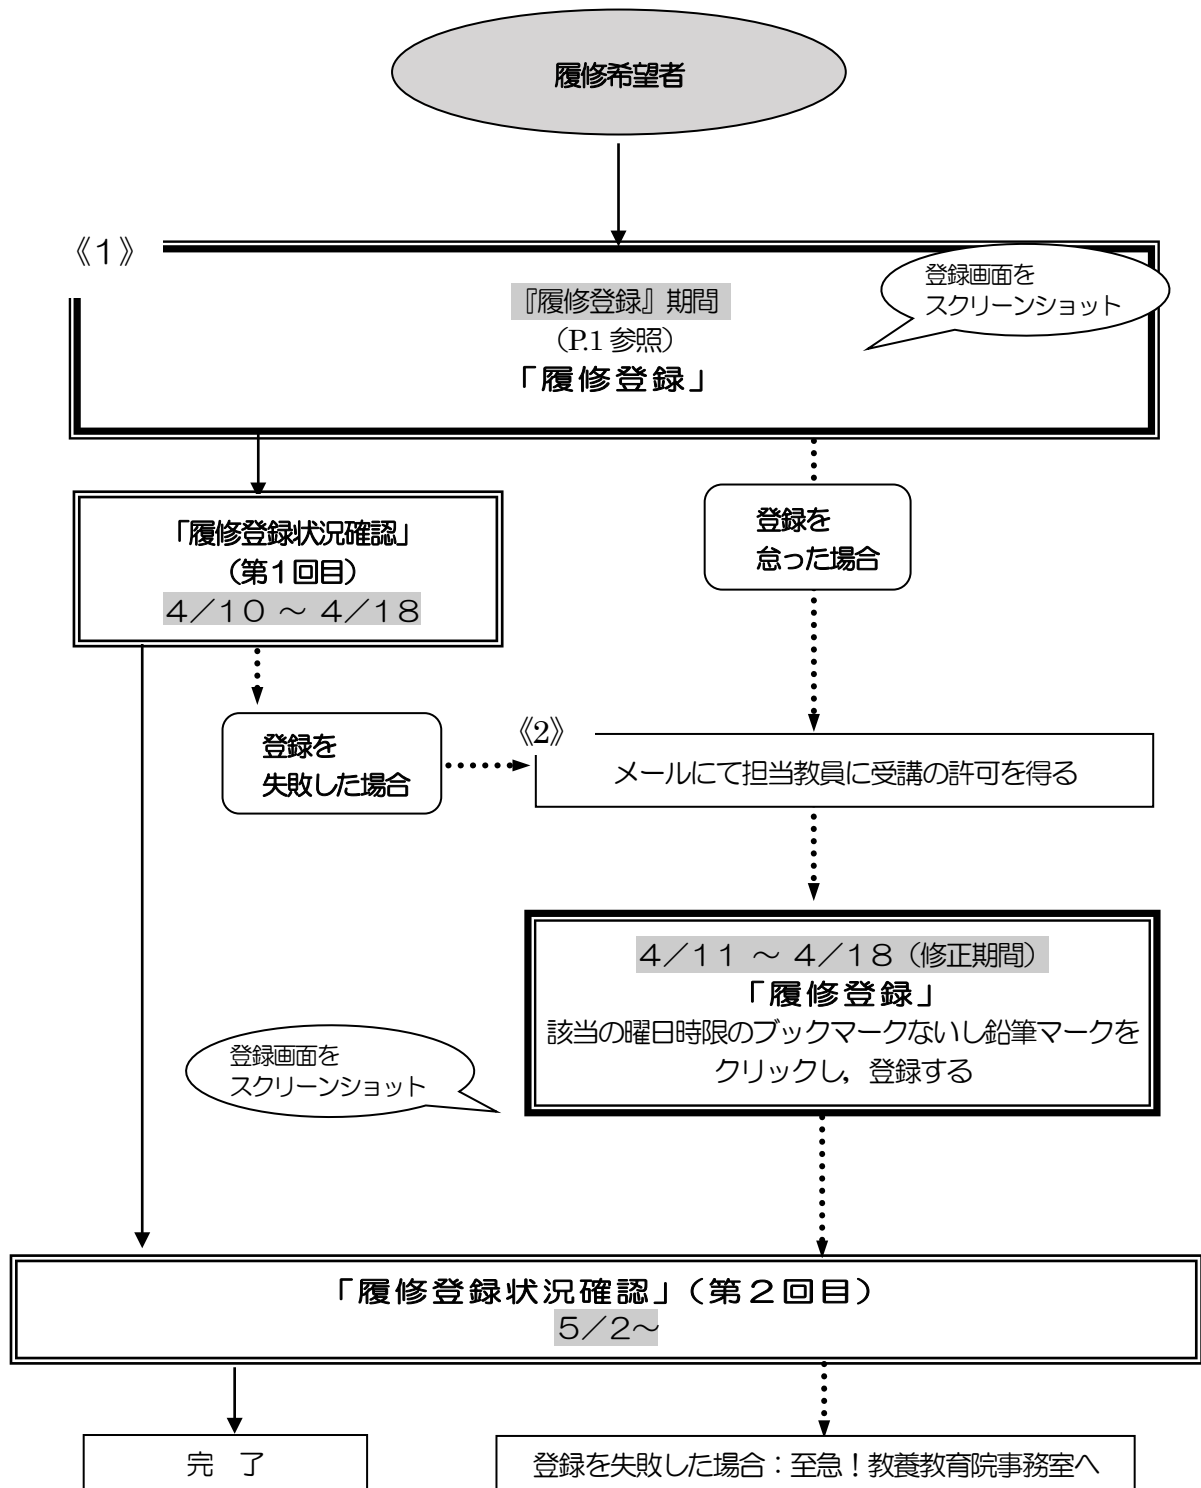 履修希望者
《1》
登録画面を
スクリーンショット
『履修登録』期間
（P.1 参照）
「履修登録」
「履修登録状況確認」
（第１回目）
４／１０ ～ ４／１８
登録を
怠った場合
登録を
失敗した場合
《2》
メールにて担当教員に受講の許可を得る
４／１１ ～ ４／１８（修正期間）
「履修登録」
該当の曜日時限のブックマークないし鉛筆マークを
クリックし，登録する
登録画面を
スクリーンショット
「履修登録状況確認」（第２回目）
５／２～
完　了
登録を失敗した場合：至急！教養教育院事務室へ